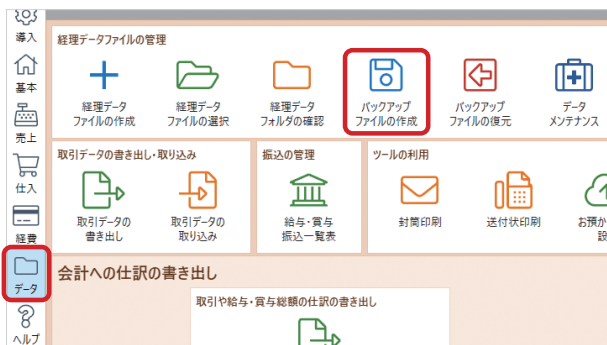 導入
基本
売上
仕入
経費
データ
ヘルプ
経理データファイルの管理
経理データ
ファイルの作成
経理データ
ファイルの選択
経理データ
フォルダの確認
バックアップ
ファイルの作成
バックアップ
ファイルの復元
データ
メンテナンス
取引データの書き出し・取り込み
取引データの
書き出し
取引データの
取り込み
振込の管理
給与・賞与
振込一覧表
ツールの利用
封筒印刷
送付状印刷
お預か
設
会計への仕訳の書き出し
取引や給与・賞与総額の仕訳の書き出し